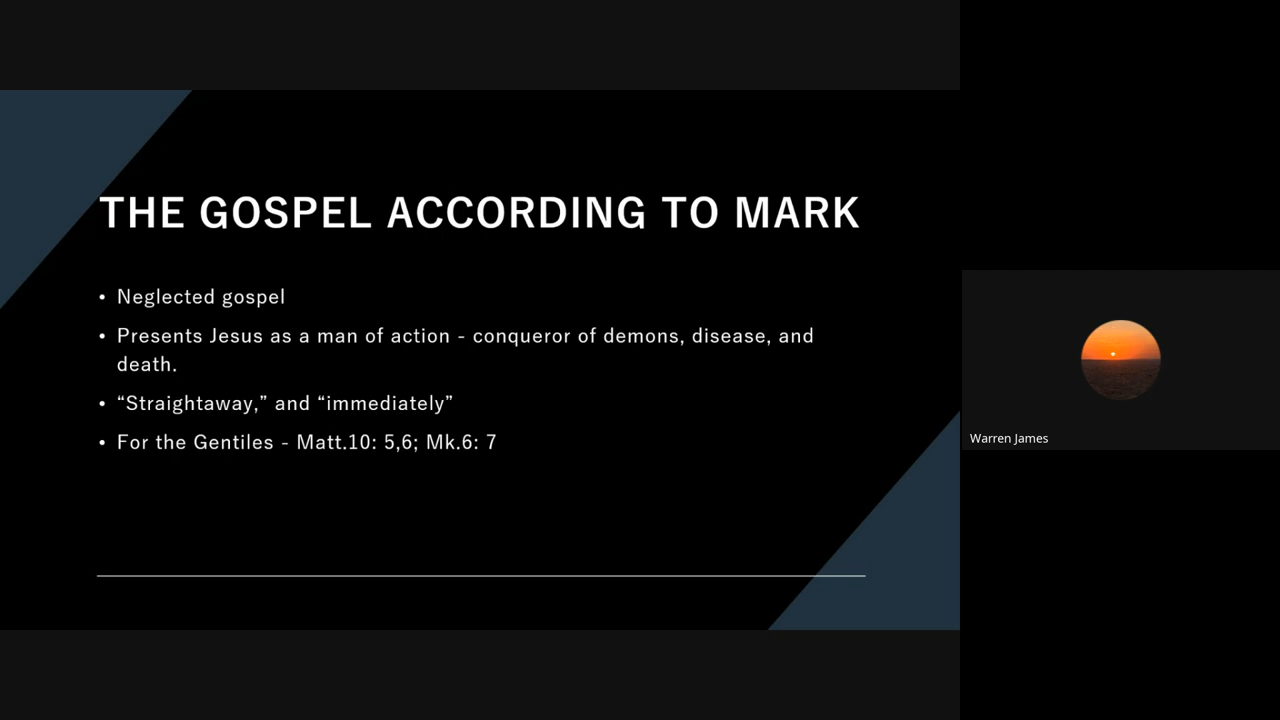 THE GOSPEL ACCORDING TO MARK
• Neglected gospel
• Presents Jesus as a man of action - conqueror of demons, disease, and
death.
• “Straightaway,” and “immediately”
• For the Gentiles - Matt.10: 5,6; Mk.6: 7
Warren James